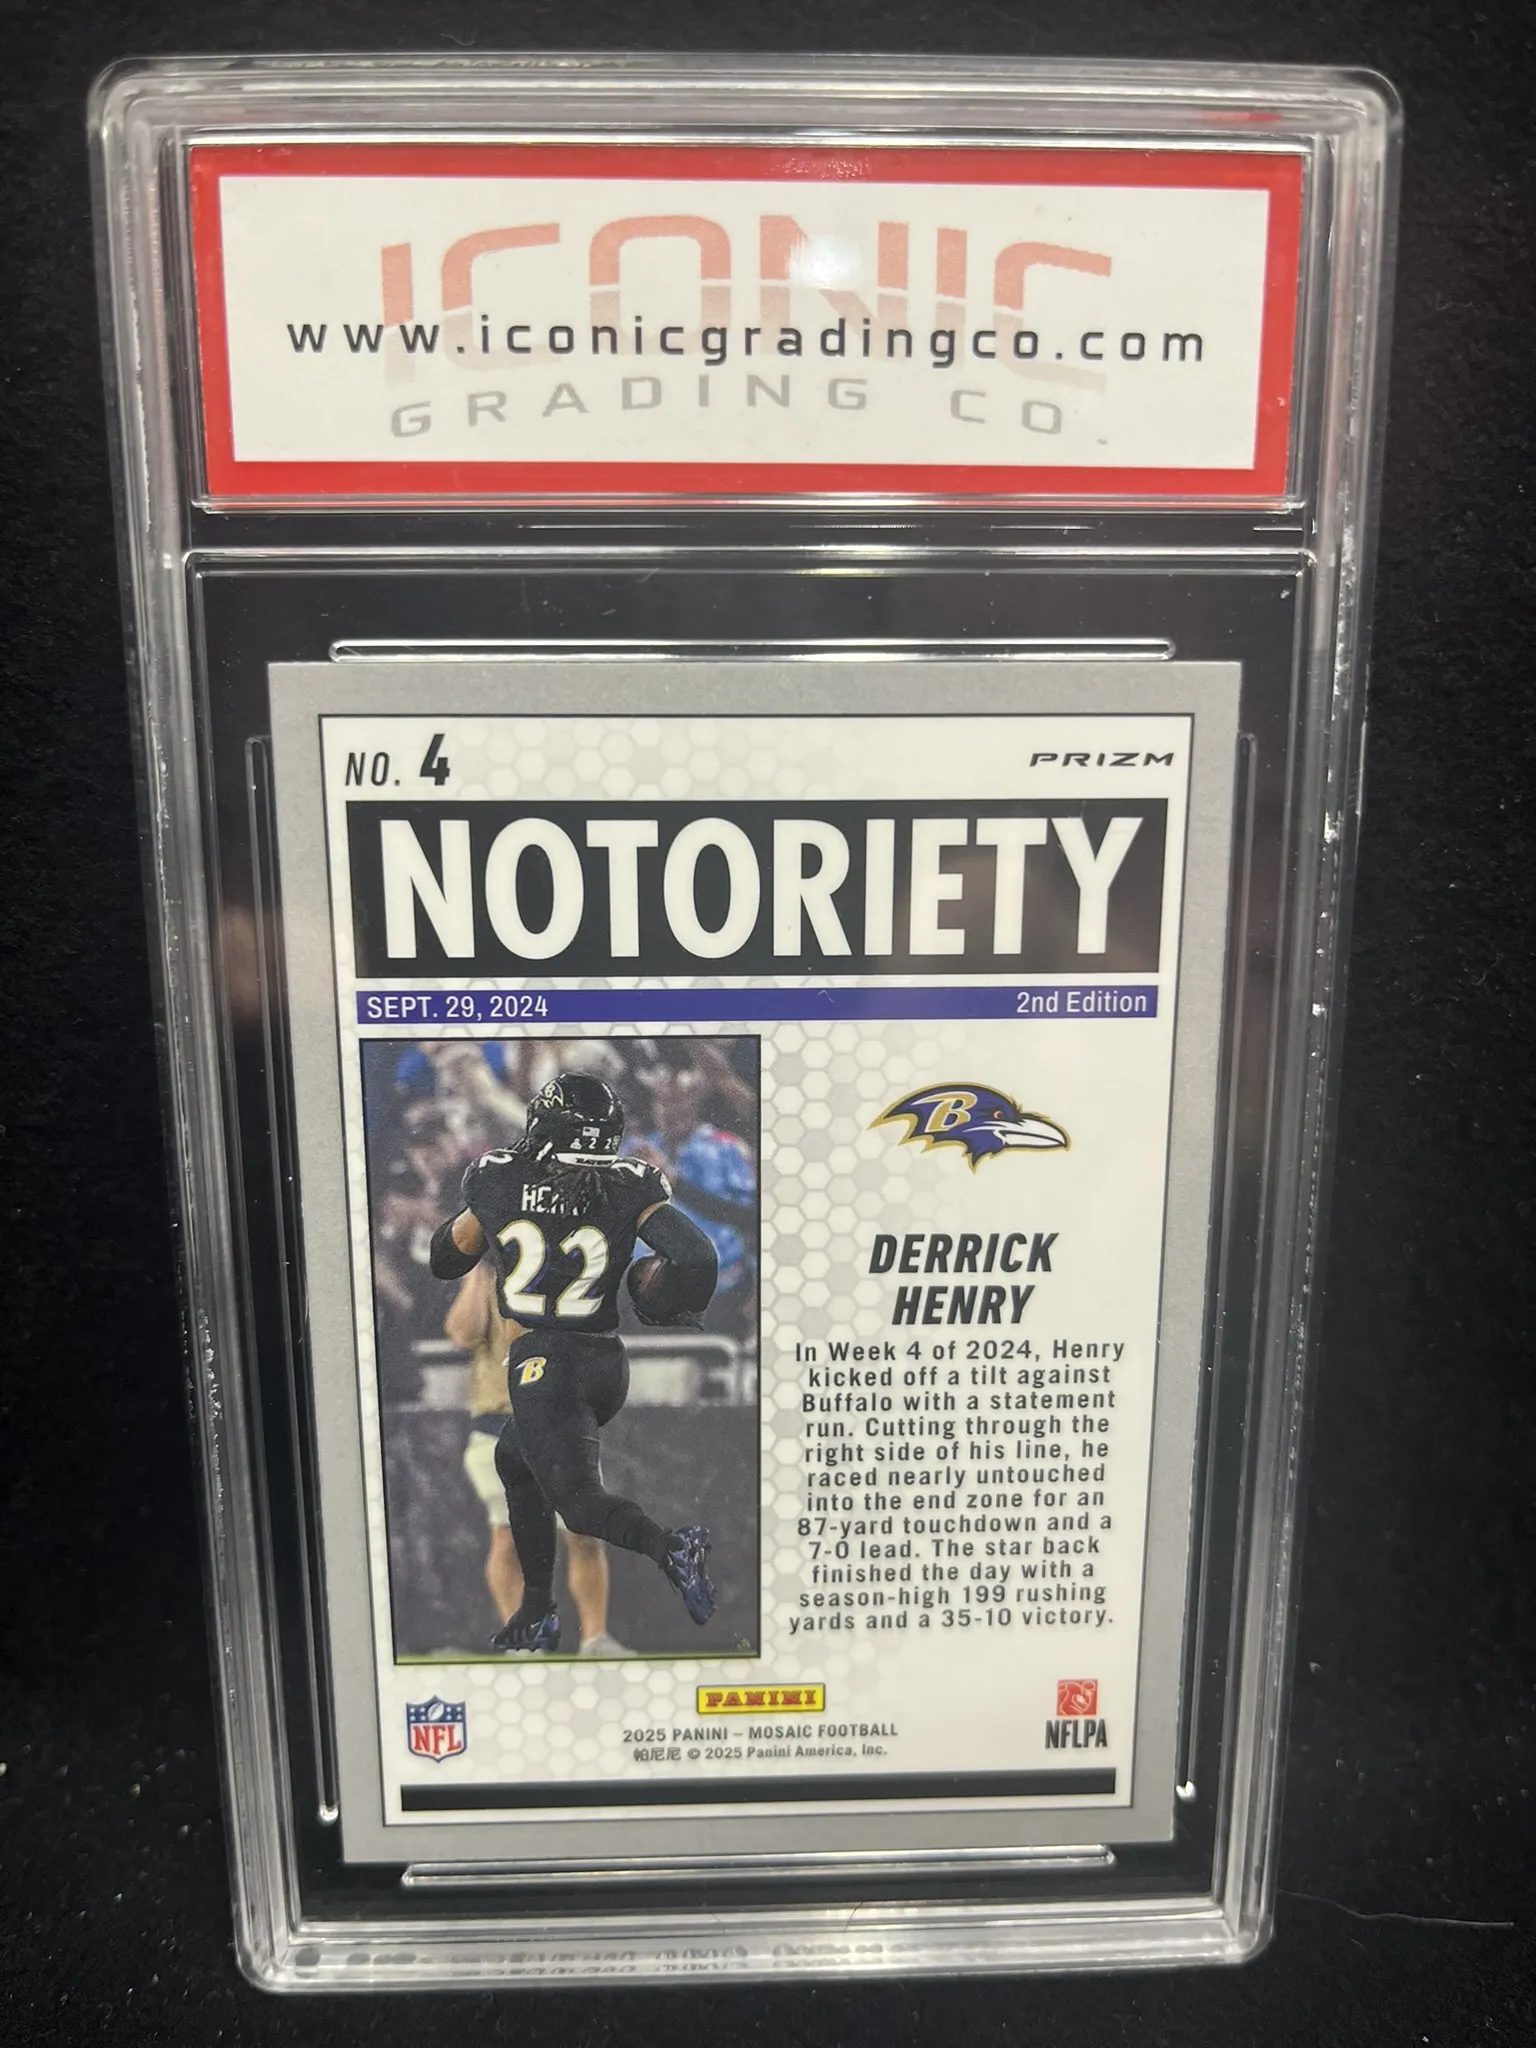 ICONIC
www.iconicgradingco.com
GRADING CO.
NO. 4
PRIZM
NOTORIETY
SEPT. 29, 2024
2nd Edition
22
B
DERRICK
HENRY
In Week 4 of 2024, Henry
kicked off a tilt against
Buffalo with a statement
run. Cutting through the
right side of his line, he
raced nearly untouched
into the end zone for an
87-yard touchdown and a
7-0 lead. The star back
finished the day with a
season-high 199 rushing
yards and a 35-10 victory.
B
NFL
PANINI
2025 PANINI – MOSAIC FOOTBALL
帕尼尼 © 2025 Panini America, Inc.
NFLPA